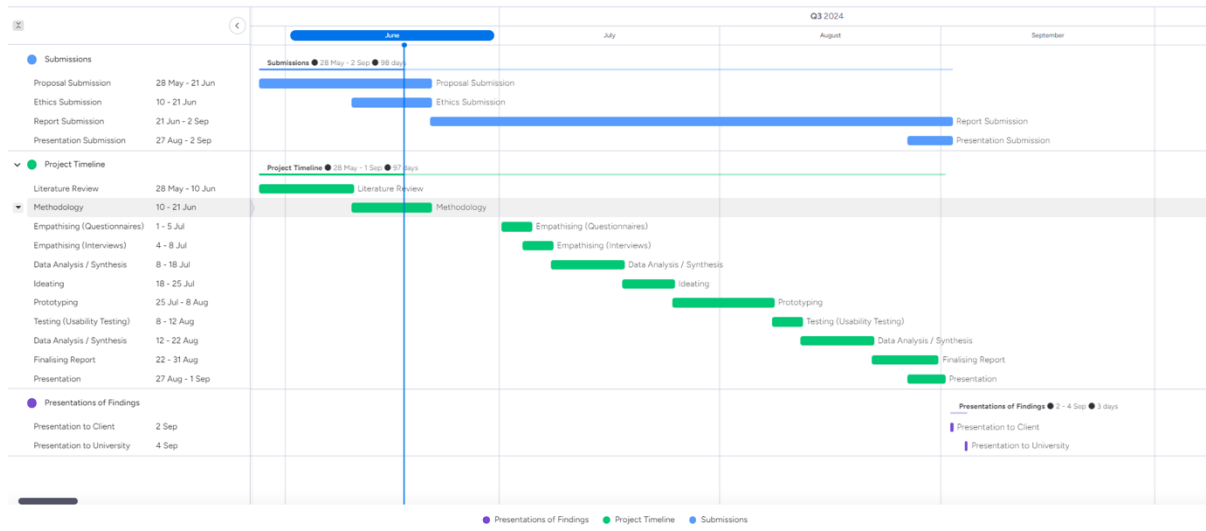 Q3 2024
June July August September
Submissions
Submissions ● 28 May - 2 Sep ● 98 days
Proposal Submission 28 May - 21 Jun Proposal Submission
Ethics Submission 10 - 21 Jun Ethics Submission
Report Submission 21 Jun - 2 Sep Report Submission
Presentation Submission 27 Aug - 2 Sep Presentation Submission
Project Timeline
Project Timeline ● 28 May - 1 Sep ● 97 days
Literature Review 28 May - 10 Jun Literature Review
Methodology 10 - 21 Jun Methodology
Empathising (Questionnaires) 1 - 5 Jul Empathising (Questionnaires)
Empathising (Interviews) 4 - 8 Jul Empathising (Interviews)
Data Analysis / Synthesis 8 - 18 Jul Data Analysis / Synthesis
Ideating 18 - 25 Jul Ideating
Prototyping 25 Jul - 8 Aug Prototyping
Testing (Usability Testing) 8 - 12 Aug Testing (Usability Testing)
Data Analysis / Synthesis 12 - 22 Aug Data Analysis / Synthesis
Finalising Report 22 - 31 Aug Finalising Report
Presentation 27 Aug - 1 Sep Presentation
Presentations of Findings
Presentations of Findings ● 2 - 4 Sep ● 3 days
Presentation to Client 2 Sep Presentation to Client
Presentation to University 4 Sep Presentation to University
Presentations of Findings Project Timeline Submissions